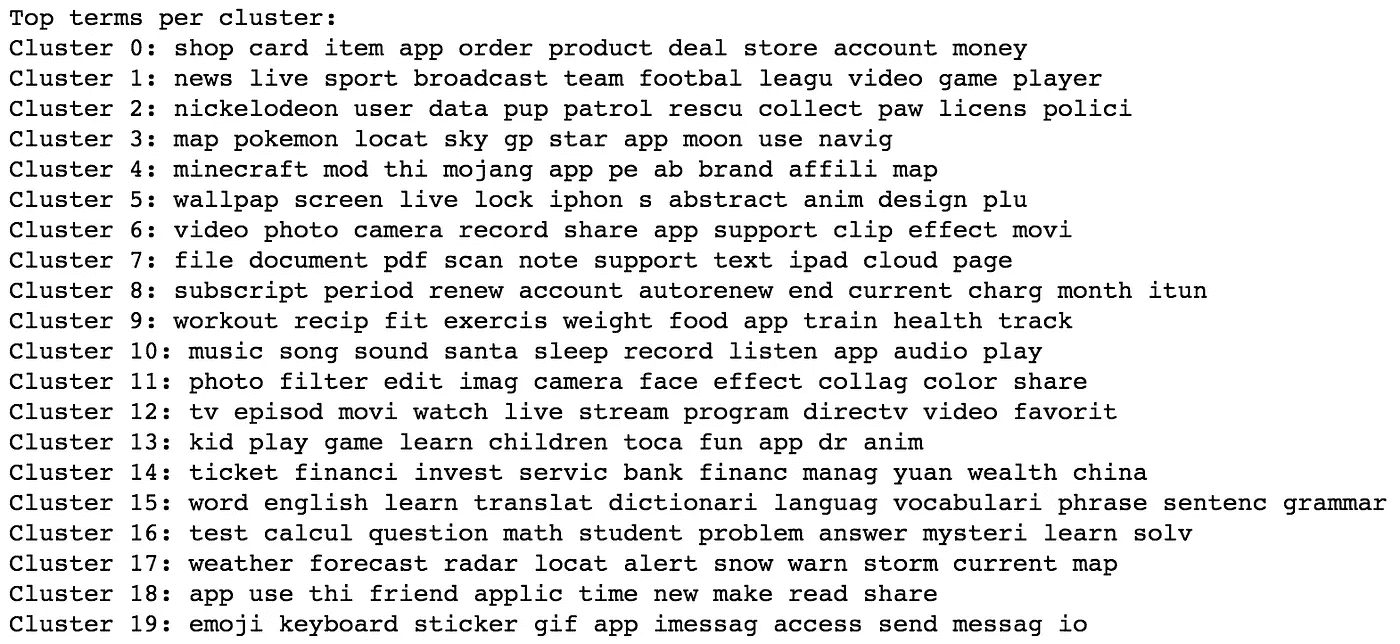 Top terms per cluster:
Cluster 0: shop card item app order product deal store account money
Cluster 1: news live sport broadcast team footbal leagu video game player
Cluster 2: nickelodeon user data pup patrol rescu collect paw licens polici
Cluster 3: map pokemon locat sky gp star app moon use navig
Cluster 4: minecraft mod thi mojang app pe ab brand affili map
Cluster 5: wallpap screen live lock iphon s abstract anim design plu
Cluster 6: video photo camera record share app support clip effect movi
Cluster 7: file document pdf scan note support text ipad cloud page
Cluster 8: subscript period renew account autorenew end current charg month itun
Cluster 9: workout recip fit exercis weight food app train health track
Cluster 10: music song sound santa sleep record listen app audio play
Cluster 11: photo filter edit imag camera face effect collag color share
Cluster 12: tv episod movi watch live stream program directv video favorit
Cluster 13: kid play game learn children toca fun app dr anim
Cluster 14: ticket financi invest servic bank financ manag yuan wealth china
Cluster 15: word english learn translat dictionari languag vocabulari phrase sentenc grammar
Cluster 16: test calcul question math student problem answer mysteri learn solv
Cluster 17: weather forecast radar locat alert snow warn storm current map
Cluster 18: app use thi friend applic time new make read share
Cluster 19: emoji keyboard sticker gif app imessag access send messag io